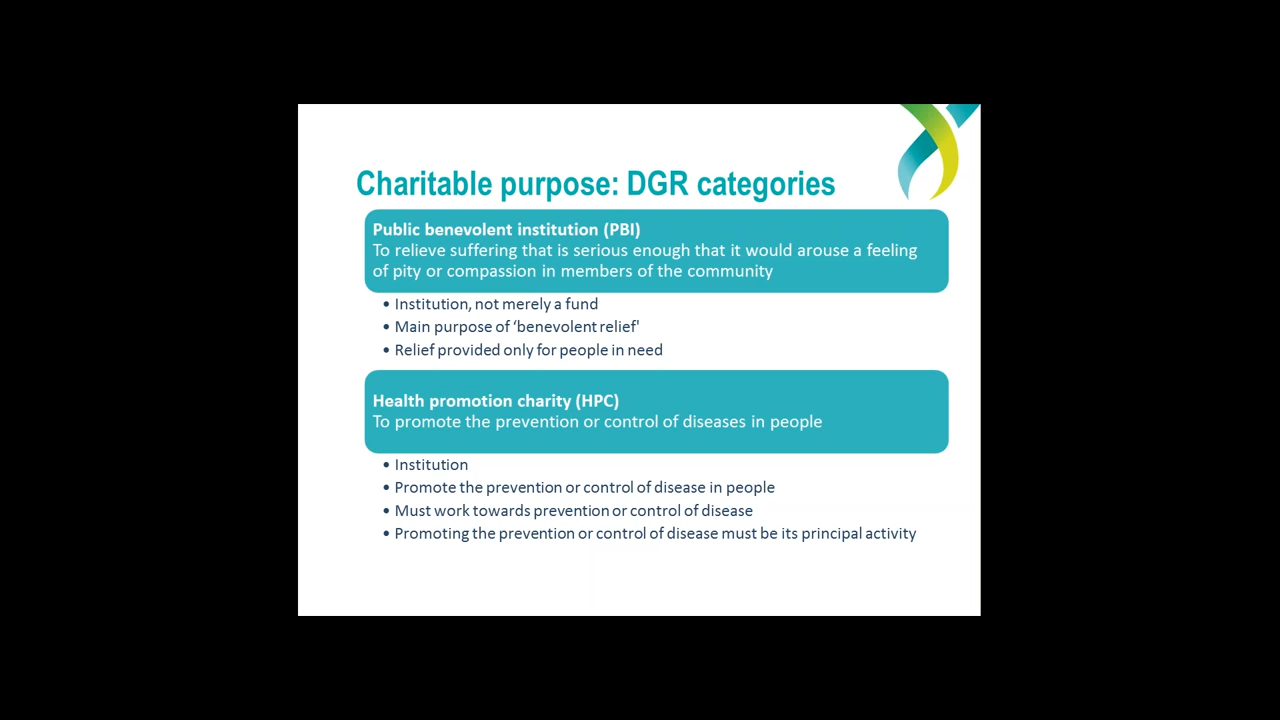 Charitable purpose: DGR categories
Public benevolent institution (PBI)
To relieve suffering that is serious enough that it would arouse a feeling
of pity or compassion in members of the community
• Institution, not merely a fund
• Main purpose of ‘benevolent relief'
• Relief provided only for people in need
Health promotion charity (HPC)
To promote the prevention or control of diseases in people
• Institution
• Promote the prevention or control of disease in people
• Must work towards prevention or control of disease
• Promoting the prevention or control of disease must be its principal activity